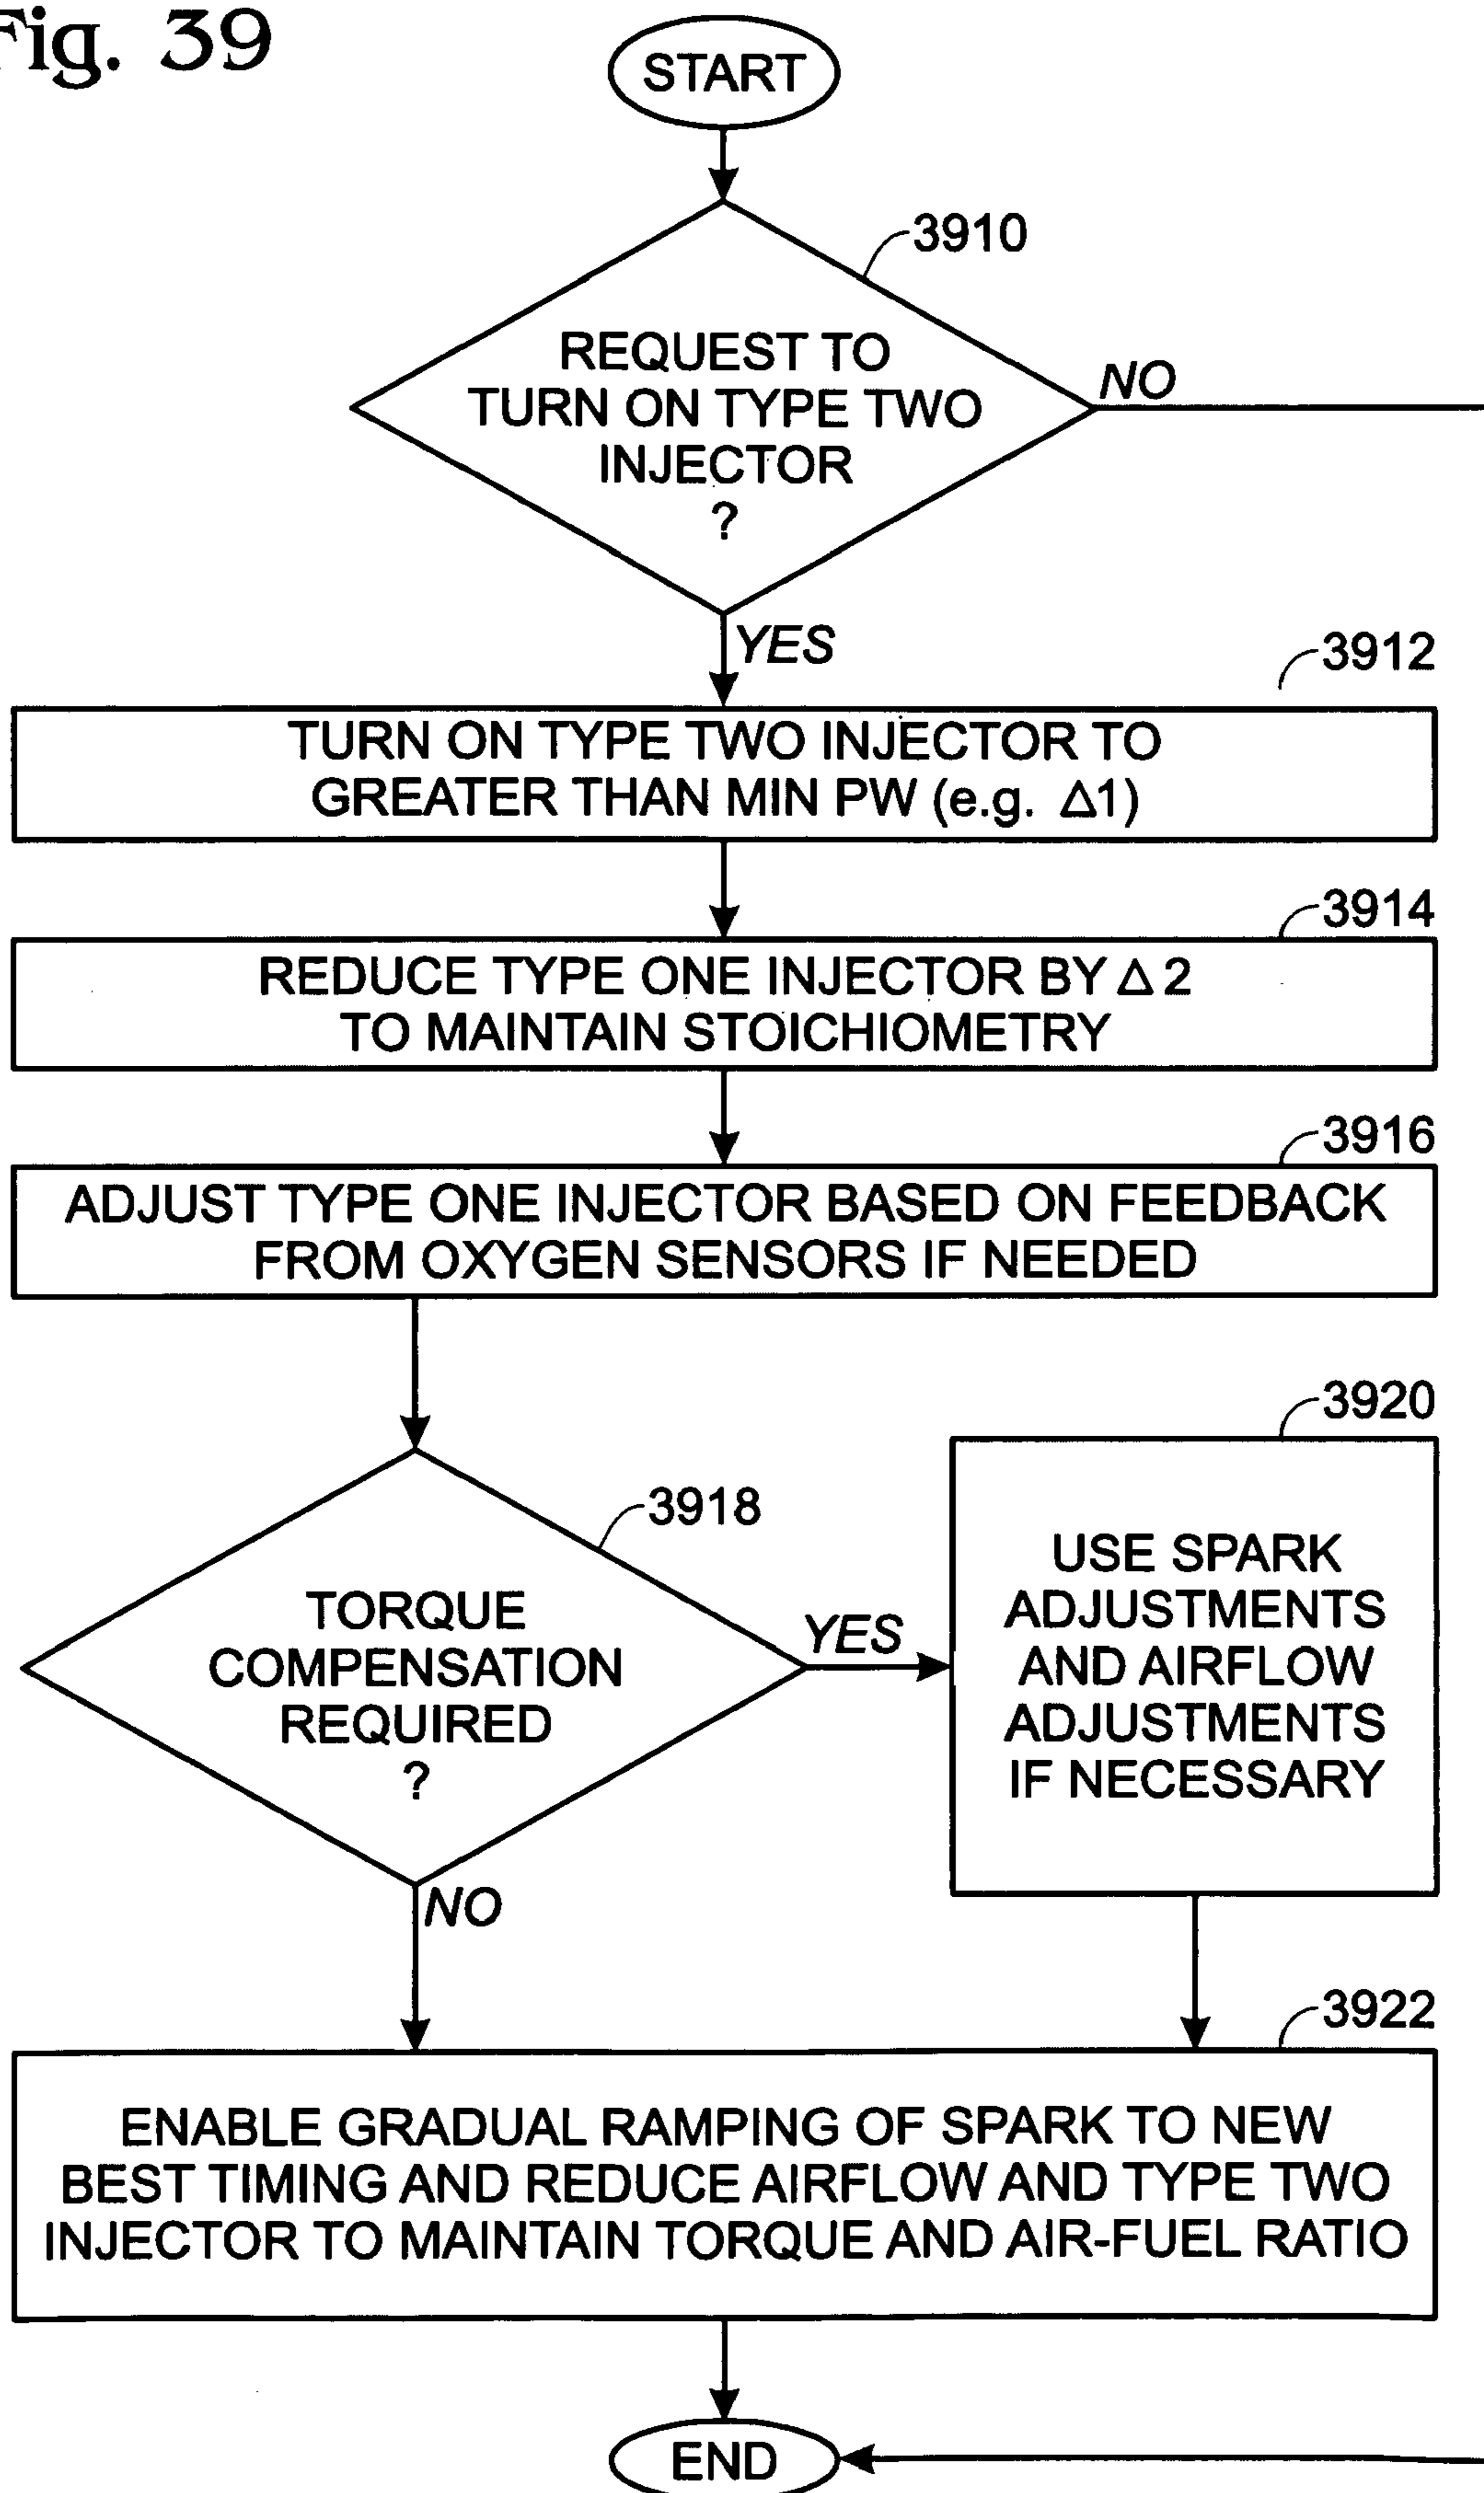 Fig. 39
START
3910
REQUEST TO
TURN ON TYPE TWO
INJECTOR
?
NO
YES
3912
TURN ON TYPE TWO INJECTOR TO
GREATER THAN MIN PW (e.g. Δ1)
3914
REDUCE TYPE ONE INJECTOR BY Δ 2
TO MAINTAIN STOICHIOMETRY
3916
ADJUST TYPE ONE INJECTOR BASED ON FEEDBACK
FROM OXYGEN SENSORS IF NEEDED
3918
TORQUE
COMPENSATION
REQUIRED
?
YES
NO
3920
USE SPARK
ADJUSTMENTS
AND AIRFLOW
ADJUSTMENTS
IF NECESSARY
3922
ENABLE GRADUAL RAMPING OF SPARK TO NEW
BEST TIMING AND REDUCE AIRFLOW AND TYPE TWO
INJECTOR TO MAINTAIN TORQUE AND AIR-FUEL RATIO
END